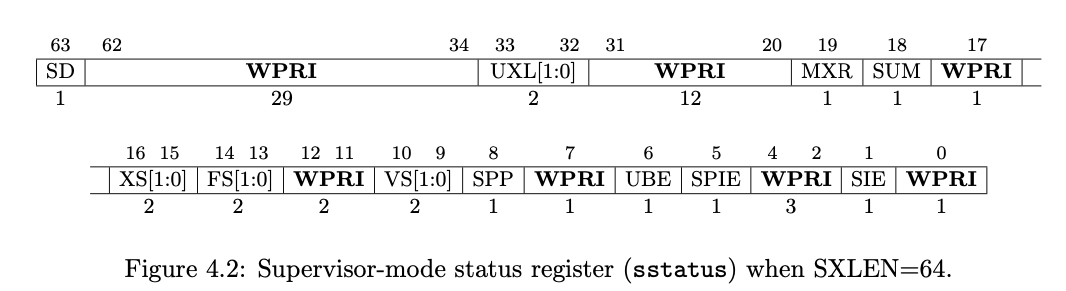 63 62 34 33 32 31 20 19 18 17
SD WPRI UXL[1:0] WPRI MXR SUM WPRI
1 29 2 12 1 1 1
16 15 14 13 12 11 10 9 8 7 6 5 4 2 1 0
XS[1:0] FS[1:0] WPRI VS[1:0] SPP WPRI UBE SPIE WPRI SIE WPRI
2 2 2 2 1 1 1 1 3 1 1
Figure 4.2: Supervisor-mode status register (sstatus) when SXLEN=64.